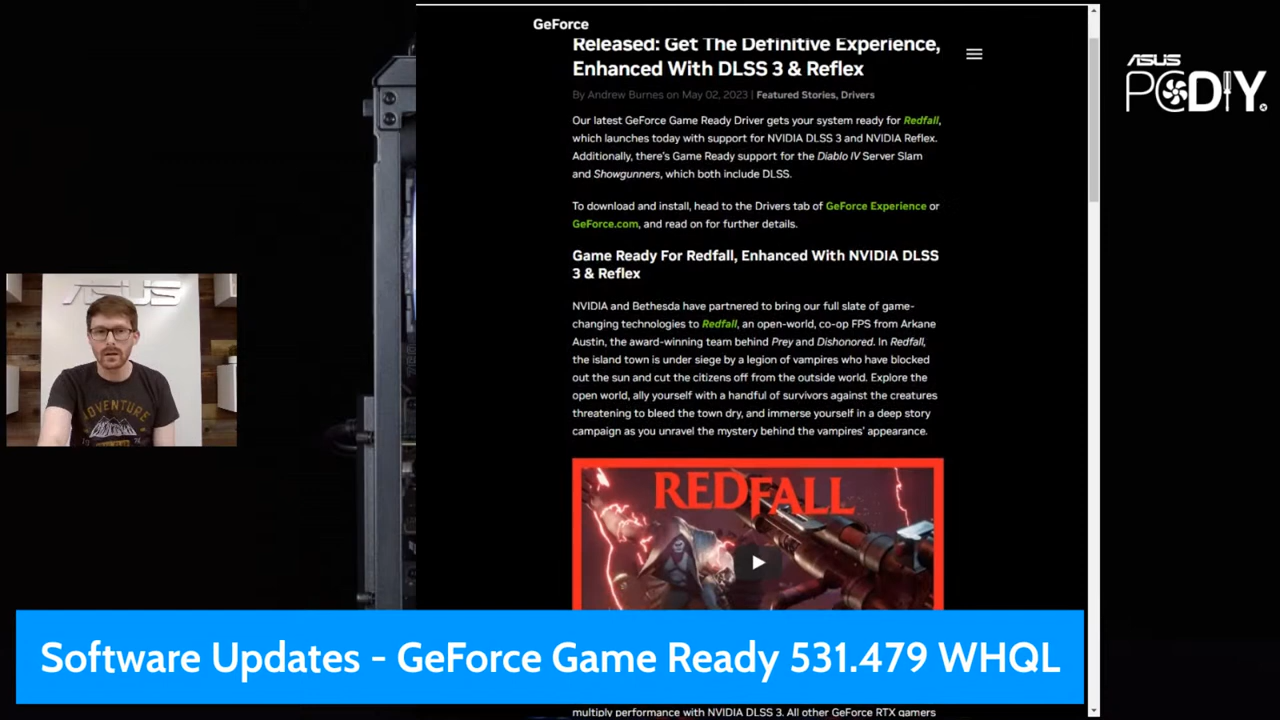 GeForce
Released: Get The Definitive Experience,
Enhanced With DLSS 3 & Reflex
By Andrew Burnes on May 02, 2023 | Featured Stories, Drivers
Our latest GeForce Game Ready Driver gets your system ready for Redfall,
which launches today with support for NVIDIA DLSS 3 and NVIDIA Reflex.
Additionally, there's Game Ready support for the Diablo IV Server Slam
and Showgunners, which both include DLSS.
To download and install, head to the Drivers tab of GeForce Experience or
GeForce.com, and read on for further details.
Game Ready For Redfall, Enhanced With NVIDIA DLSS
3 & Reflex
NVIDIA and Bethesda have partnered to bring our full slate of game-
changing technologies to Redfall, an open-world, co-op FPS from Arkane
Austin, the award-winning team behind Prey and Dishonored. In Redfall,
the island town is under siege by a legion of vampires who have blocked
out the sun and cut the citizens off from the outside world. Explore the
open world, ally yourself with a handful of survivors against the creatures
threatening to bleed the town dry, and immerse yourself in a deep story
campaign as you unravel the mystery behind the vampires' appearance.
REDFALL
multiply performance with NVIDIA DLSS 3. All other GeForce RTX gamers
ASUS
PCDIY.
ASUS
ADVENTURE
Software Updates - GeForce Game Ready 531.479 WHQL